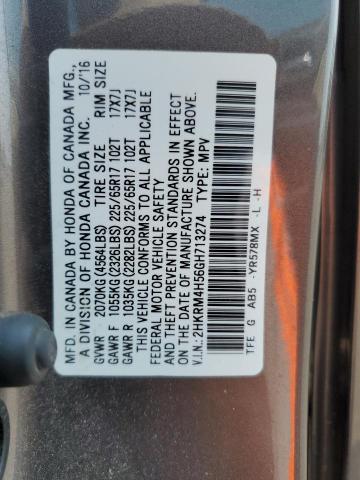 MFD. IN CANADA BY HONDA OF CANADA MFG.,
A DIVISION OF HONDA CANADA INC. 10/'16
TIRE SIZE RIM SIZE
GVWR - 2070KG(4564LBS)
GAWR F 1055KG(2326LBS) 225/65R17 102T 17X7J
GAWR R 1035KG(2282LBS) 225/65R17 102T 17X7J
THIS VEHICLE CONFORMS TO ALL APPLICABLE
FEDERAL MOTOR VEHICLE SAFETY
AND THEFT PREVENTION STANDARDS IN EFFECT
ON THE DATE OF MANUFACTURE SHOWN ABOVE.
V.I.N.: 2HKRM4H56GH713274 TYPE: MPV
TFE G AB5 -YR578MX -L -H